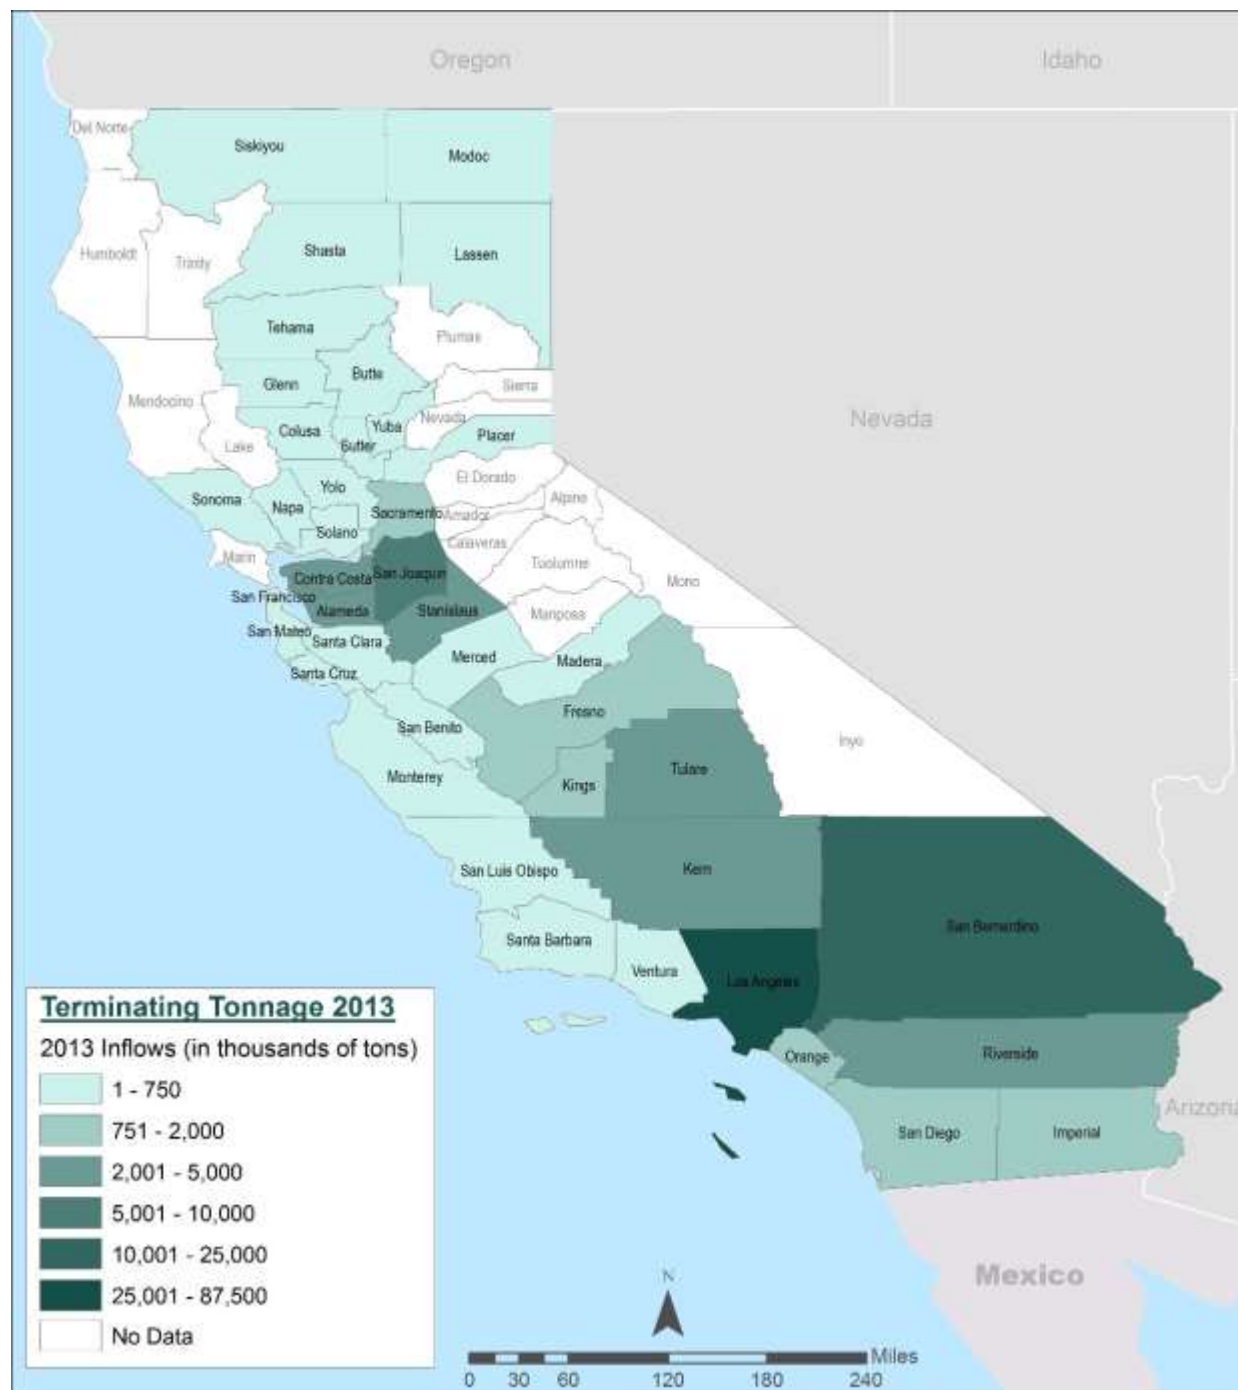 Oregon
Idaho
Del Norte
Siskiyou
Modoc
Humboldt
Trinity
Shasta
Lassen
Tehama
Plumas
Butte
Glenn
Sierra
Mendocino
Nevada
Nevada
Colusa
Yuba
Sutter
Placer
Lake
El Dorado
Yolo
Sonoma
Napa
Alpine
Sacramento
Amador
Solano
Calaveras
Marin
Tuolumne
Contra Costa
San Joaquin
Mono
San Francisco
Alameda
Stanislaus
Mariposa
San Mateo
Santa Clara
Merced
Madera
Santa Cruz
Fresno
San Benito
Inyo
Tulare
Monterey
Kings
San Luis Obispo
Kern
San Bernardino
Santa Barbara
Ventura
Los Angeles
Orange
Riverside
Arizona
San Diego
Imperial
Mexico
Terminating Tonnage 2013
2013 Inflows (in thousands of tons)
1 - 750
751 - 2,000
2,001 - 5,000
5,001 - 10,000
10,001 - 25,000
25,001 - 87,500
No Data
N
Miles
0 30 60 120 180 240